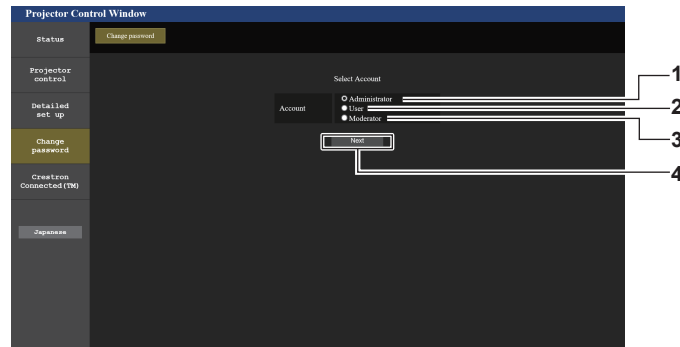 Projector Control Window
Status
Change password
Projector
control
Detailed
set up
Change
password
Crestron
Connected(TM)
Japanese
Select Account
Account
Administrator
User
Moderator
Next
1
2
3
4